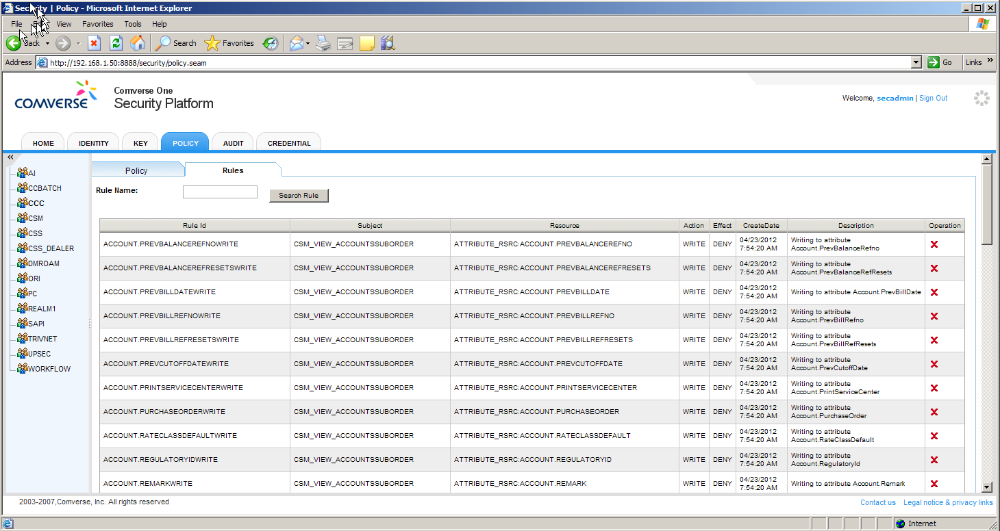 Security | Policy - Microsoft Internet Explorer
File View Favorites Tools Help
Back Search Favorites
Address http://192.168.1.50:8888/security/policy.seam Go Links »
COMVERSE
Comverse One
Security Platform
Welcome, secadmin | Sign Out
HOME IDENTITY KEY POLICY AUDIT CREDENTIAL
«
AI
CCBATCH
CCC
CSM
CSS
CSS_DEALER
DMROAM
ORI
PC
REALM1
SAPI
TRIVNET
UPSEC
WORKFLOW
Policy Rules
Rule Name: Search Rule
Rule Id Subject Resource Action Effect CreateDate Description Operation
ACCOUNT.PREVBALANCEREFNOWRITE CSM_VIEW_ACCOUNTSSUBORDER ATTRIBUTE_RSRC:ACCOUNT.PREVBALANCEREFNO WRITE DENY 04/23/2012 7:54:20 AM Writing to attribute Account.PrevBalanceRefno
ACCOUNT.PREVBALANCEREFRESETSWRITE CSM_VIEW_ACCOUNTSSUBORDER ATTRIBUTE_RSRC:ACCOUNT.PREVBALANCEREFRESETS WRITE DENY 04/23/2012 7:54:20 AM Writing to attribute Account.PrevBalanceRefResets
ACCOUNT.PREVBILLDATEWRITE CSM_VIEW_ACCOUNTSSUBORDER ATTRIBUTE_RSRC:ACCOUNT.PREVBILLDATE WRITE DENY 04/23/2012 7:54:20 AM Writing to attribute Account.PrevBillDate
ACCOUNT.PREVBILLREFNOWRITE CSM_VIEW_ACCOUNTSSUBORDER ATTRIBUTE_RSRC:ACCOUNT.PREVBILLREFNO WRITE DENY 04/23/2012 7:54:20 AM Writing to attribute Account.PrevBillRefno
ACCOUNT.PREVBILLREFRESETSWRITE CSM_VIEW_ACCOUNTSSUBORDER ATTRIBUTE_RSRC:ACCOUNT.PREVBILLREFRESETS WRITE DENY 04/23/2012 7:54:20 AM Writing to attribute Account.PrevBillRefResets
ACCOUNT.PREVCUTOFFDATEWRITE CSM_VIEW_ACCOUNTSSUBORDER ATTRIBUTE_RSRC:ACCOUNT.PREVCUTOFFDATE WRITE DENY 04/23/2012 7:54:20 AM Writing to attribute Account.PrevCutoffDate
ACCOUNT.PRINTSERVICECENTERWRITE CSM_VIEW_ACCOUNTSSUBORDER ATTRIBUTE_RSRC:ACCOUNT.PRINTSERVICECENTER WRITE DENY 04/23/2012 7:54:20 AM Writing to attribute Account.PrintServiceCenter
ACCOUNT.PURCHASEORDERWRITE CSM_VIEW_ACCOUNTSSUBORDER ATTRIBUTE_RSRC:ACCOUNT.PURCHASEORDER WRITE DENY 04/23/2012 7:54:20 AM Writing to attribute Account.PurchaseOrder
ACCOUNT.RATECLASSDEFAULTWRITE CSM_VIEW_ACCOUNTSSUBORDER ATTRIBUTE_RSRC:ACCOUNT.RATECLASSDEFAULT WRITE DENY 04/23/2012 7:54:20 AM Writing to attribute Account.RateClassDefault
ACCOUNT.REGULATORYIDWRITE CSM_VIEW_ACCOUNTSSUBORDER ATTRIBUTE_RSRC:ACCOUNT.REGULATORYID WRITE DENY 04/23/2012 7:54:20 AM Writing to attribute Account.RegulatoryId
ACCOUNT.REMARKWRITE CSM_VIEW_ACCOUNTSSUBORDER ATTRIBUTE_RSRC:ACCOUNT.REMARK WRITE DENY 04/23/2012 7:54:20 AM Writing to attribute Account.Remark
2003-2007,Comverse, Inc. All rights reserved Contact us Legal notice & privacy links
Internet